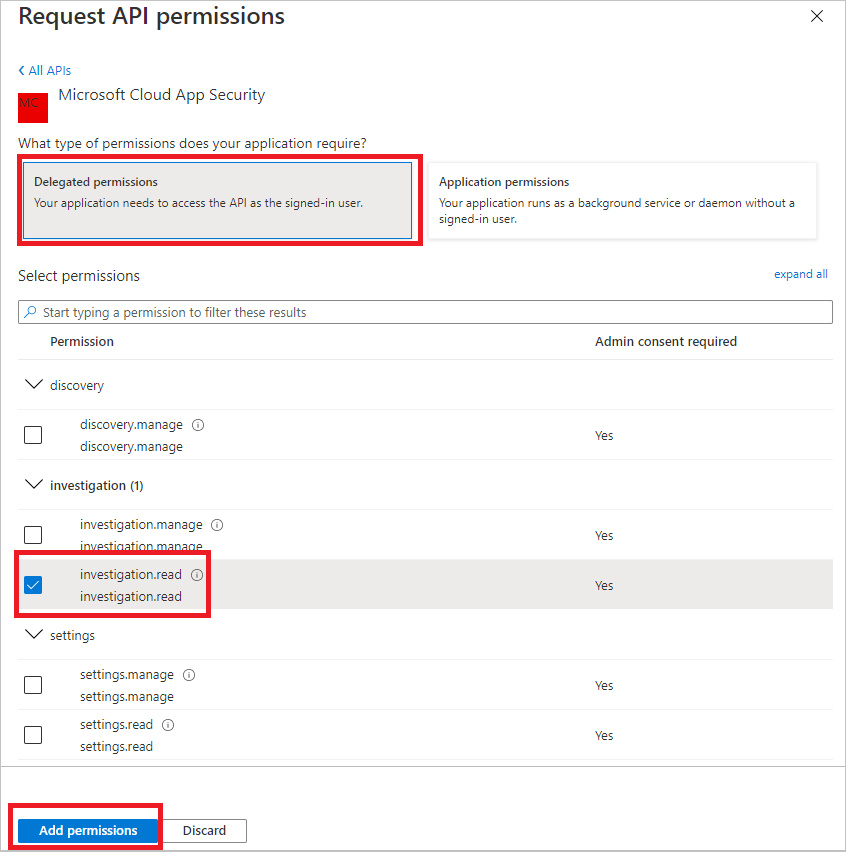 Request API permissions
All APIs
MC
Microsoft Cloud App Security
What type of permissions does your application require?
Delegated permissions
Your application needs to access the API as the signed-in user.
Application permissions
Your application runs as a background service or daemon without a
signed-in user.
Select permissions
expand all
Start typing a permission to filter these results
Permission
Admin consent required
discovery
discovery.manage
discovery.manage
Yes
investigation (1)
investigation.manage
investigation.manage
Yes
investigation.read
investigation.read
Yes
settings
settings.manage
settings.manage
Yes
settings.read
settings.read
Yes
Add permissions
Discard